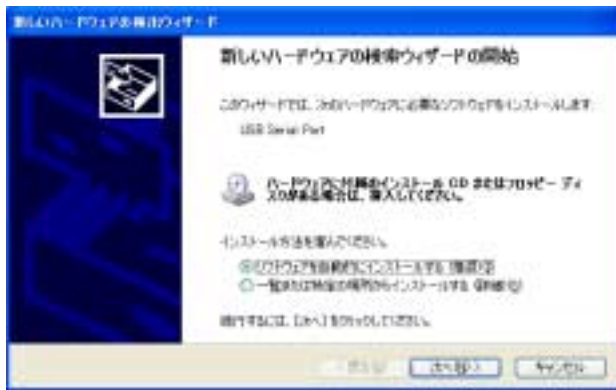 新しいハードウェアの検出ウィザード
新しいハードウェアの検索ウィザードの開始
このウィザードでは、次のハードウェアに必要なソフトウェアをインストールします:
USB Serial Port
ハードウェアに付属のインストール CD またはフロッピー ディ
スクがある場合は、挿入してください。
インストール方法を選んでください。
ソフトウェアを自動的にインストールする (推奨)(I)
一覧または特定の場所からインストールする (詳細)(S)
続行するには、[次へ] をクリックしてください。
< 戻る(B)
次へ(N) >
キャンセル